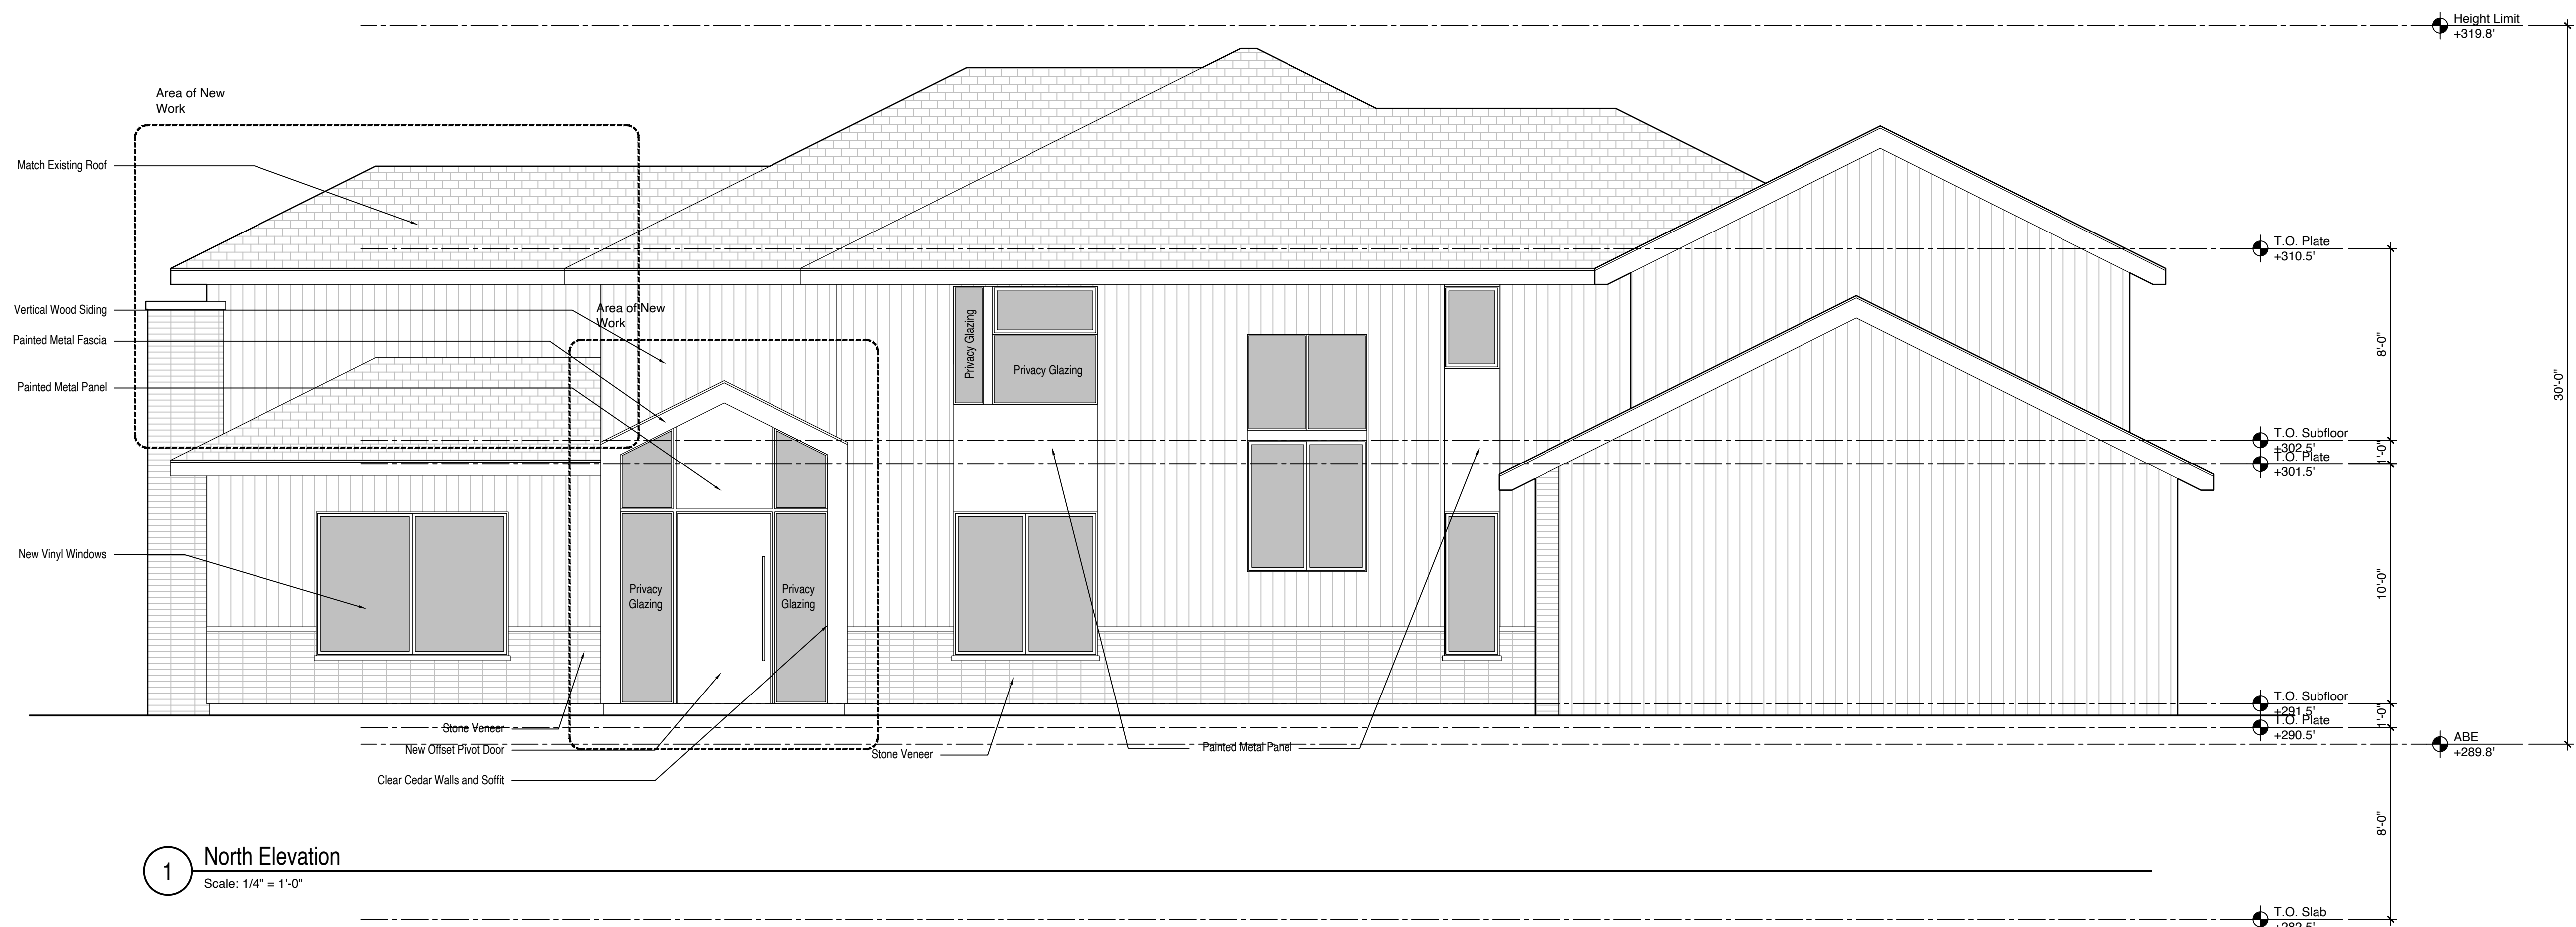 Height Limit
+319.8'
Area of New
Work
Match Existing Roof
T.O. Plate
+310.5'
Vertical Wood Siding
Area of New
Work
Painted Metal Fascia
Privacy Glazing
Privacy Glazing
8'-0"
30'-0"
Painted Metal Panel
T.O. Subfloor
+302.5'
1'-0"
T.O. Plate
+301.5'
New Vinyl Windows
Privacy
Glazing
Privacy
Glazing
10'-0"
T.O. Subfloor
+291.5'
1'-0"
T.O. Plate
+290.5'
Stone Veneer
New Offset Pivot Door
Stone Veneer
Painted Metal Panel
ABE
+289.8'
Clear Cedar Walls and Soffit
8'-0"
1
North Elevation
Scale: 1/4" = 1'-0"
T.O. Slab
+282.5'